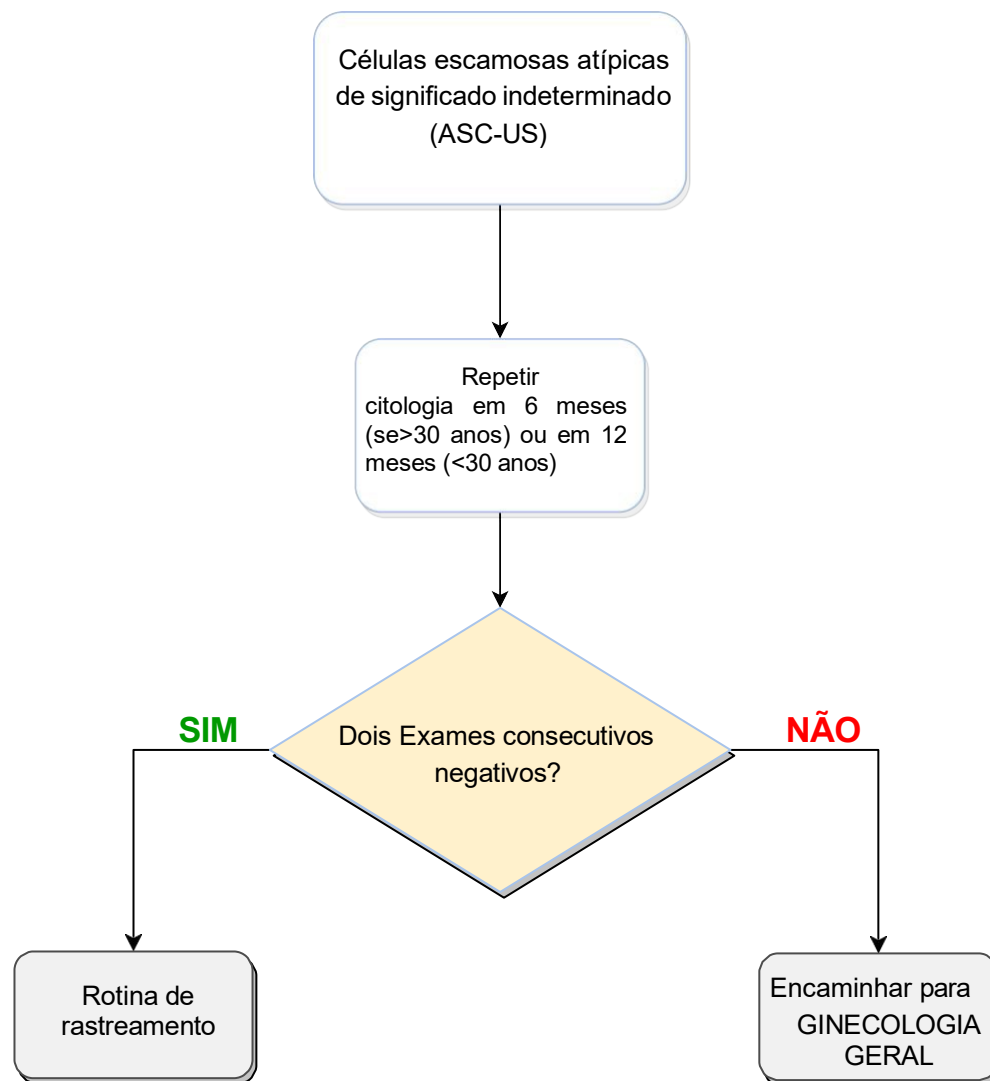 Células escamosas atípicas
de significado indeterminado
(ASC-US)
Repetir
citologia em 6 meses
(se>30 anos) ou em 12
meses (<30 anos)
Dois Exames consecutivos
negativos?
SIM
NÃO
Rotina de
rastreamento
Encaminhar para
GINECOLOGIA
GERAL